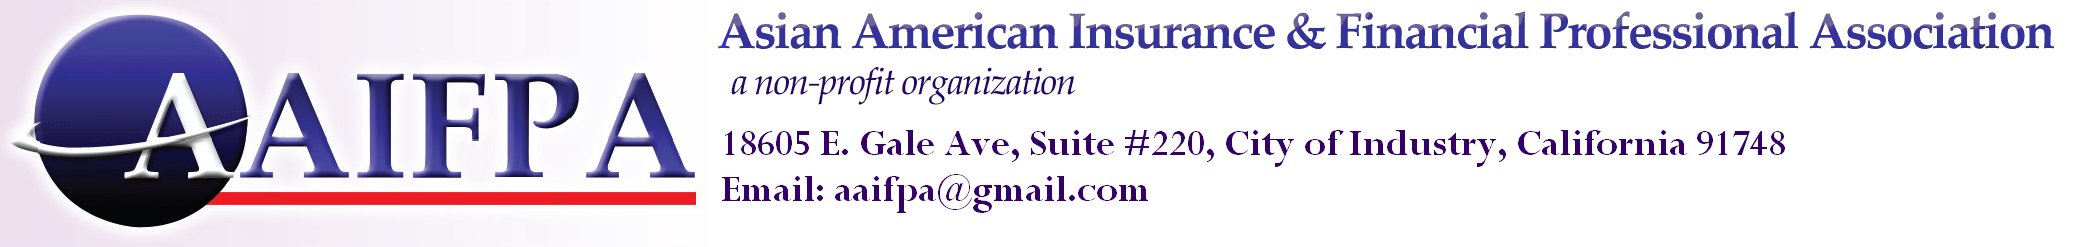 AAIFPA
Asian American Insurance & Financial Professional Association
a non-profit organization
18605 E. Gale Ave, Suite #220, City of Industry, California 91748
Email: aaifpa@gmail.com